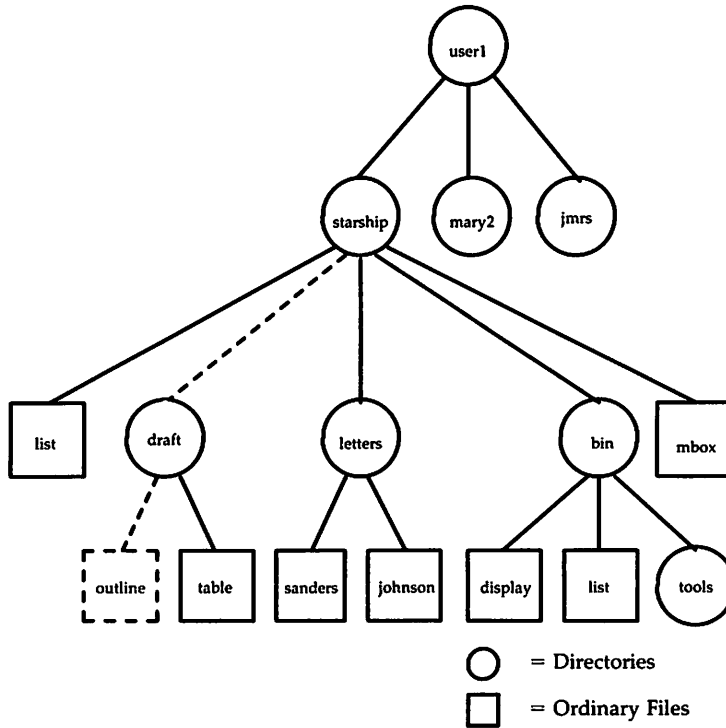 user1
starship mary2 jmrs
list draft letters bin mbox
outline table sanders johnson display list tools
= Directories
= Ordinary Files